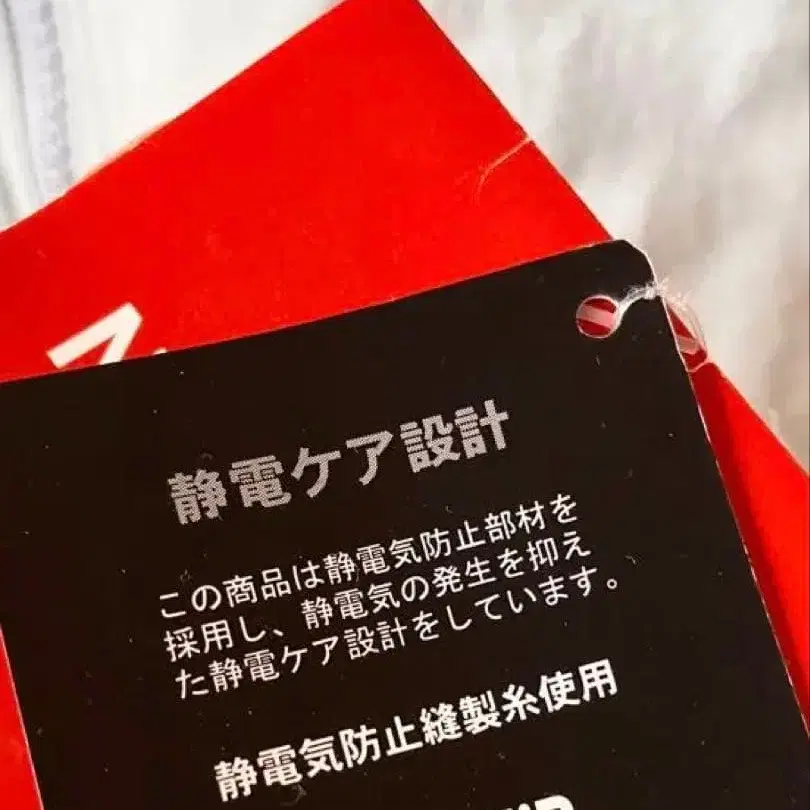 静電ケア設計
この商品は静電気防止部材を
採用し、静電気の発生を抑え
た静電ケア設計をしています。
静電気防止縫製糸使用